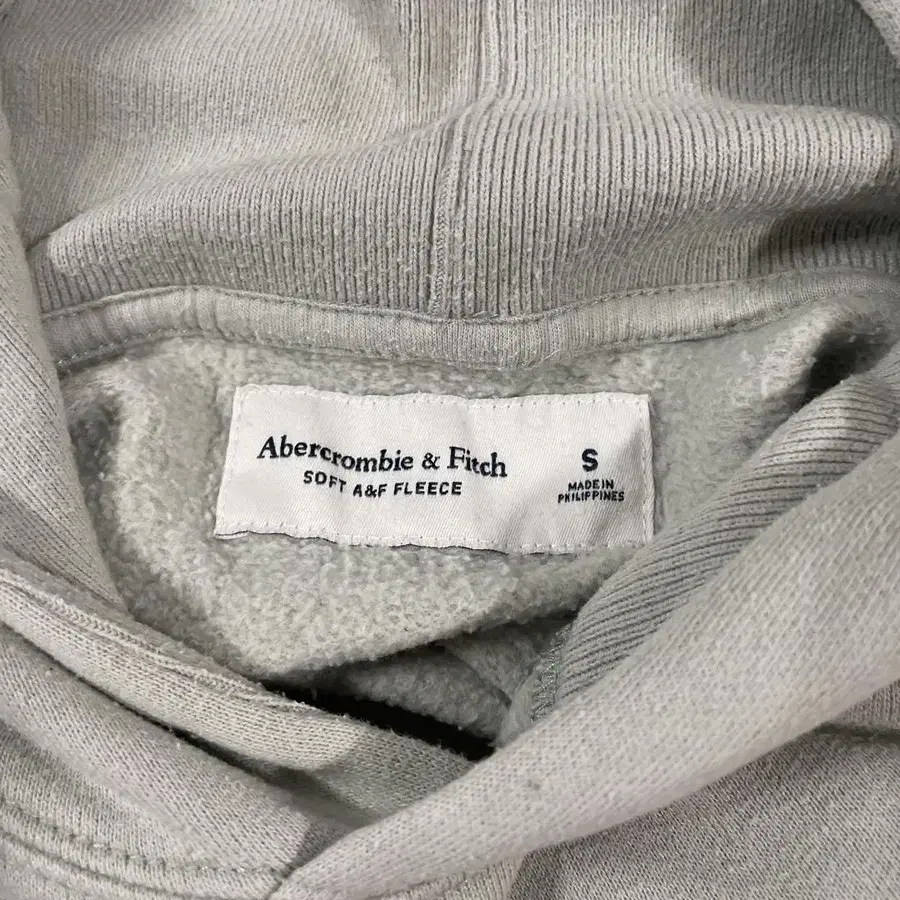 Abercrombie & Fitch
SOFT A&F FLEECE
S
MADE IN
PHILIPPINES